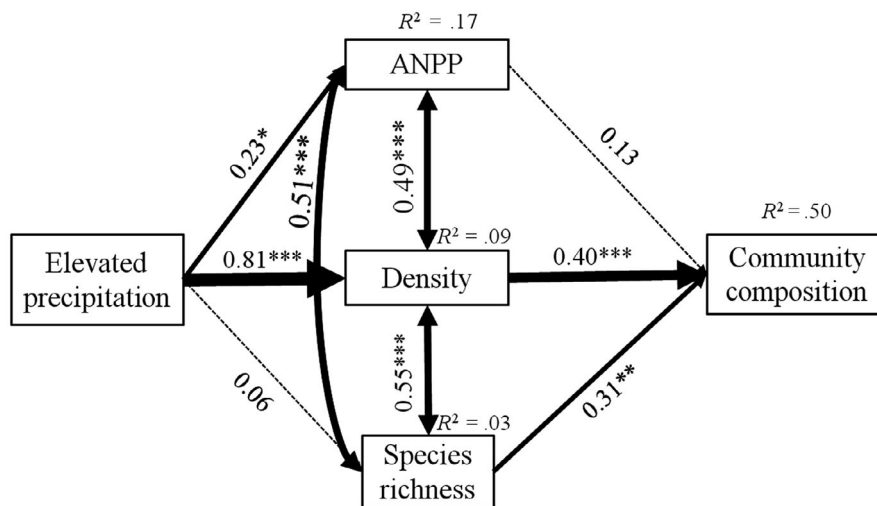 R² = .17
ANPP
0.23*
0.51***
0.49***
0.13
R² = .50
R² = .09
Elevated
precipitation
0.81***
Density
0.40***
Community
composition
0.06
0.55***
0.31**
R² = .03
Species
richness